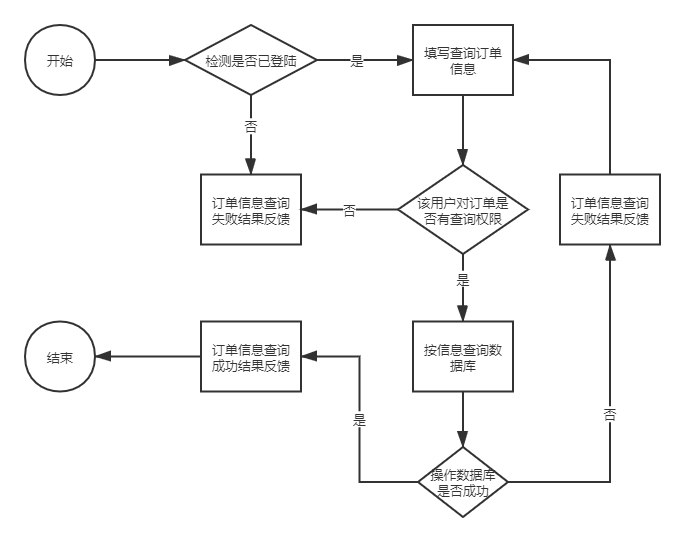 开始
检测是否已登陆
是
填写查询订单
信息
否
订单信息查询
失败结果反馈
否
该用户对订单是
否有查询权限
订单信息查询
失败结果反馈
是
结束
订单信息查询
成功结果反馈
按信息查询数
据库
是
否
操作数据库
是否成功